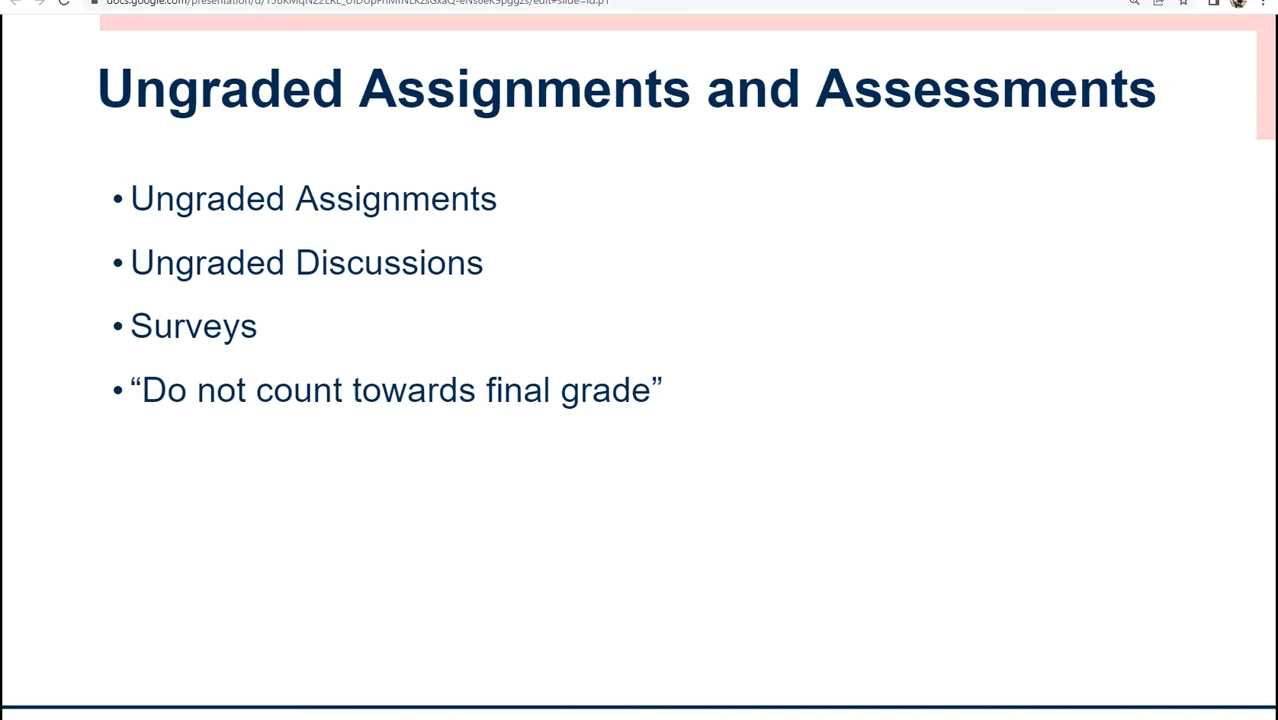 Ungraded Assignments and Assessments
• Ungraded Assignments
• Ungraded Discussions
• Surveys
• “Do not count towards final grade”